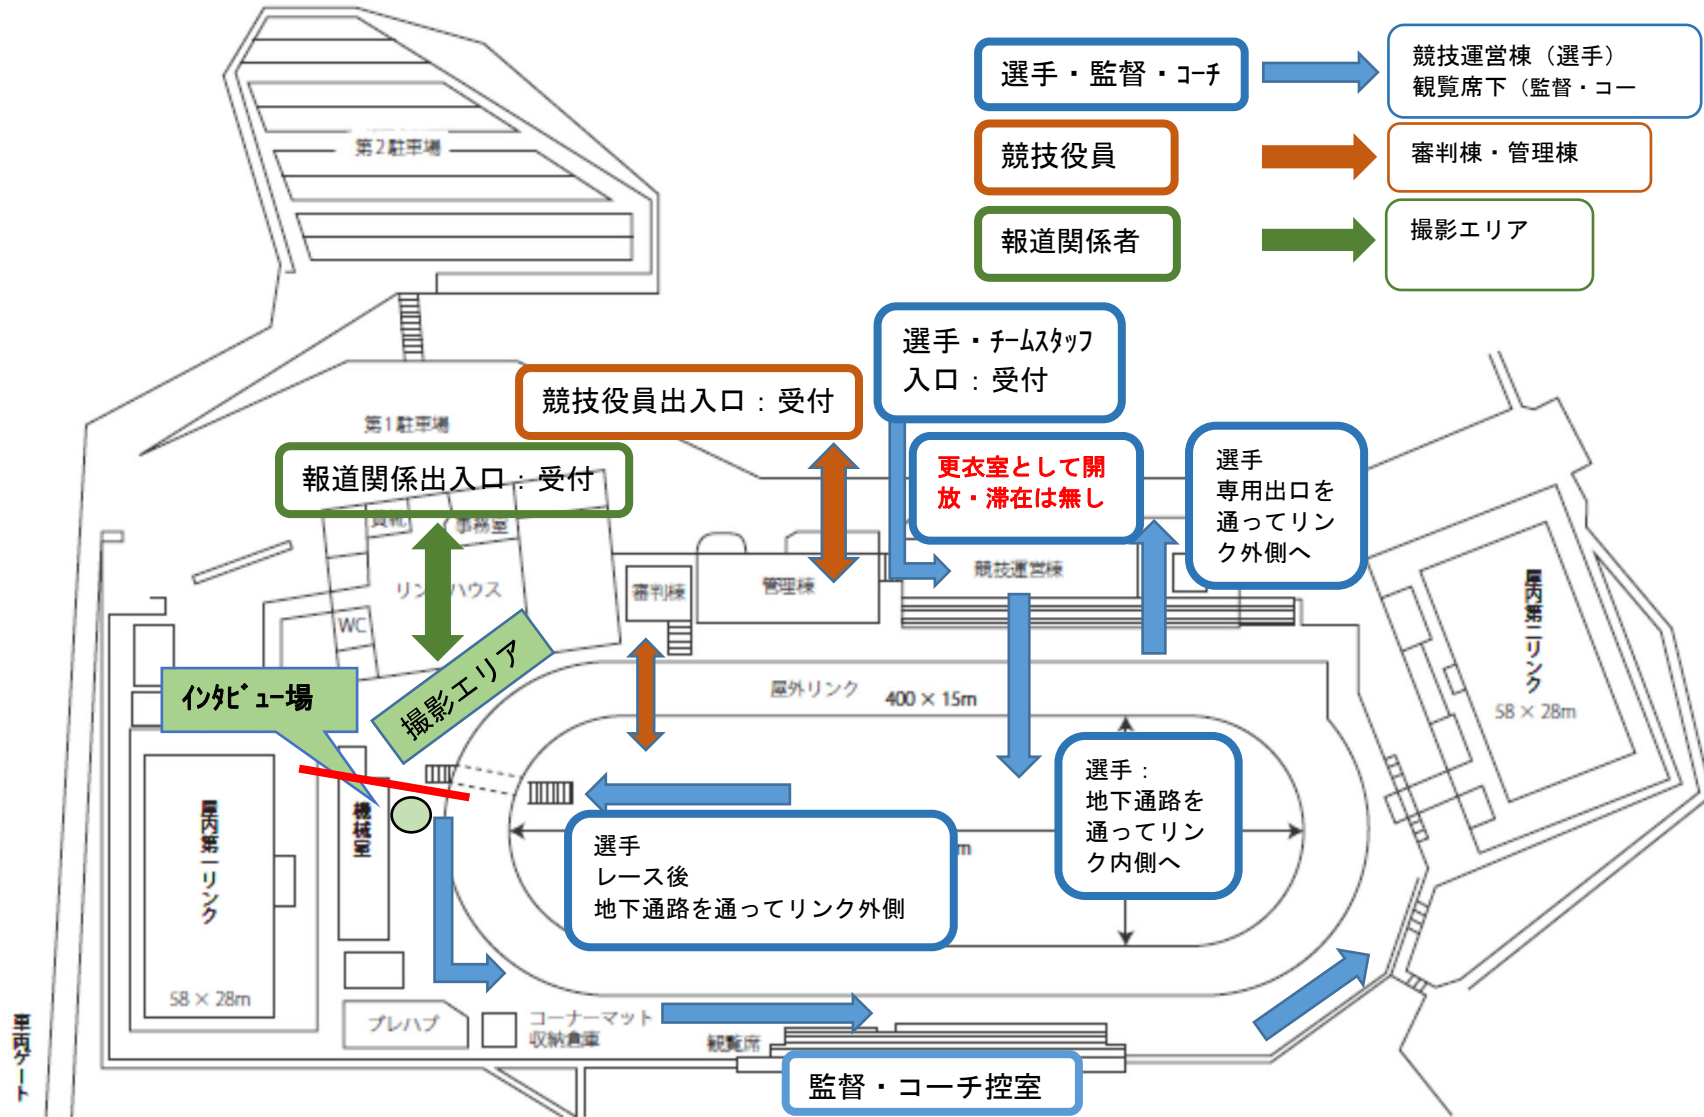 選手・監督・コーチ
競技運営棟（選手）
観覧席下（監督・コー
競技役員
審判棟・管理棟
報道関係者
撮影エリア
第2駐車場
選手・チームスタッフ
入口：受付
競技役員出入口：受付
第1駐車場
報道関係出入口：受付
更衣室として開
放・滞在は無し
選手
専用出口を
通ってリン
ク外側へ
事務室
リンクハウス
WC
審判棟
管理棟
競技運営棟
屋内第二リンク
58×28m
インタビュー場
撮影エリア
屋外リンク
400×15m
選手：
地下通路を
通ってリン
ク内側へ
選手
レース後
地下通路を通ってリンク外側
m
機械室
屋内第一リンク
58×28m
プレハブ
コーナーマット
収納倉庫
観覧席
監督・コーチ控室
車両ゲート